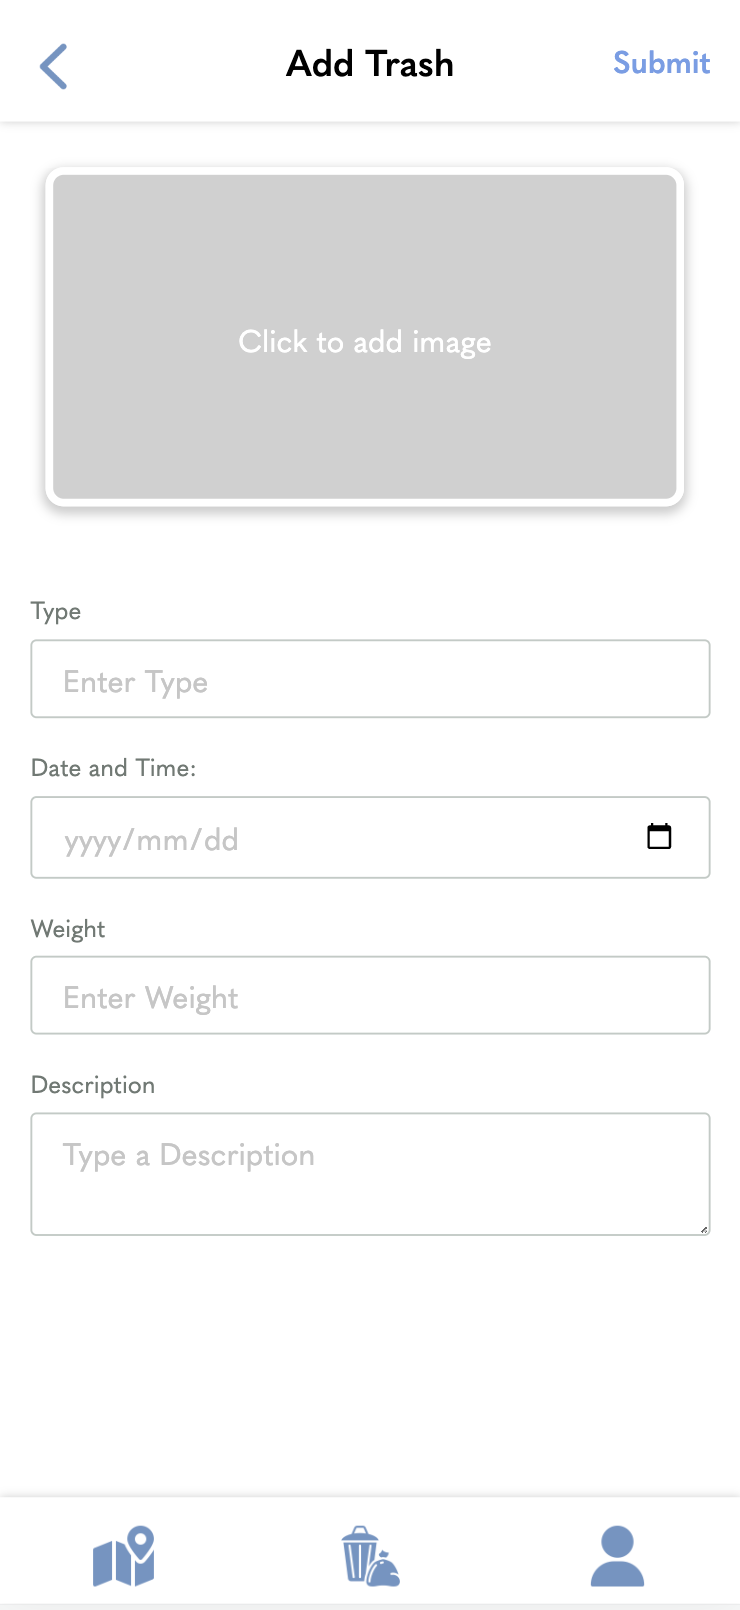 Add Trash
Submit
Click to add image
Type
Enter Type
Date and Time:
yyyy/mm/dd
Weight
Enter Weight
Description
Type a Description